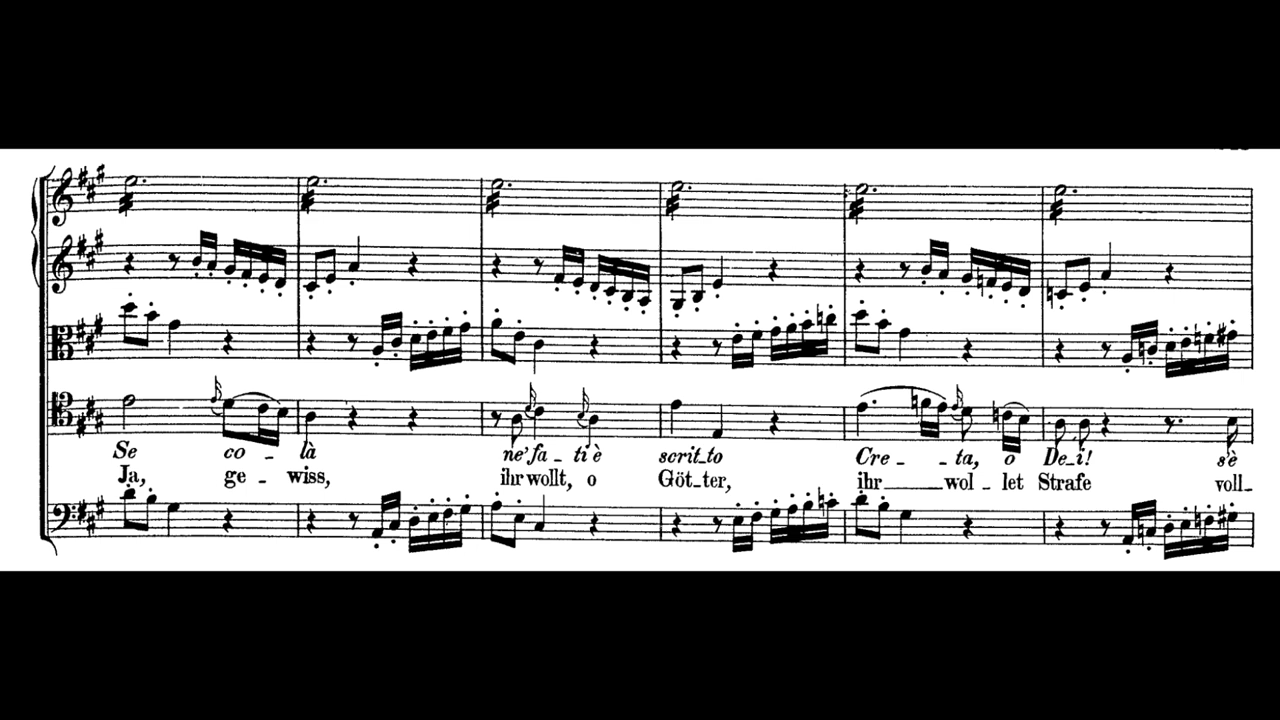 Se co - là ne' fa - ti è scrit - to Cre - - ta, o De - i! s'è
Ja, ge - wiss, ihr wollt, o Göt - ter, ihr wol - let Strafe voll -